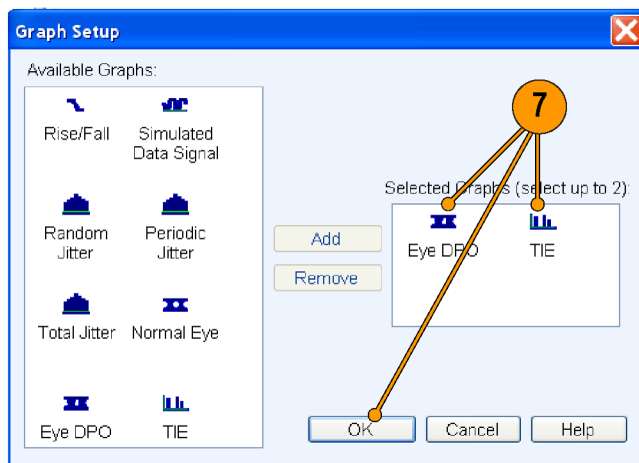 Graph Setup
Available Graphs:
Rise/Fall
Simulated
Data Signal
Random
Jitter
Periodic
Jitter
Total Jitter
Normal Eye
Eye DPO
TIE
Add
Remove
7
Selected Graphs (select up to 2):
Eye DPO
TIE
OK
Cancel
Help